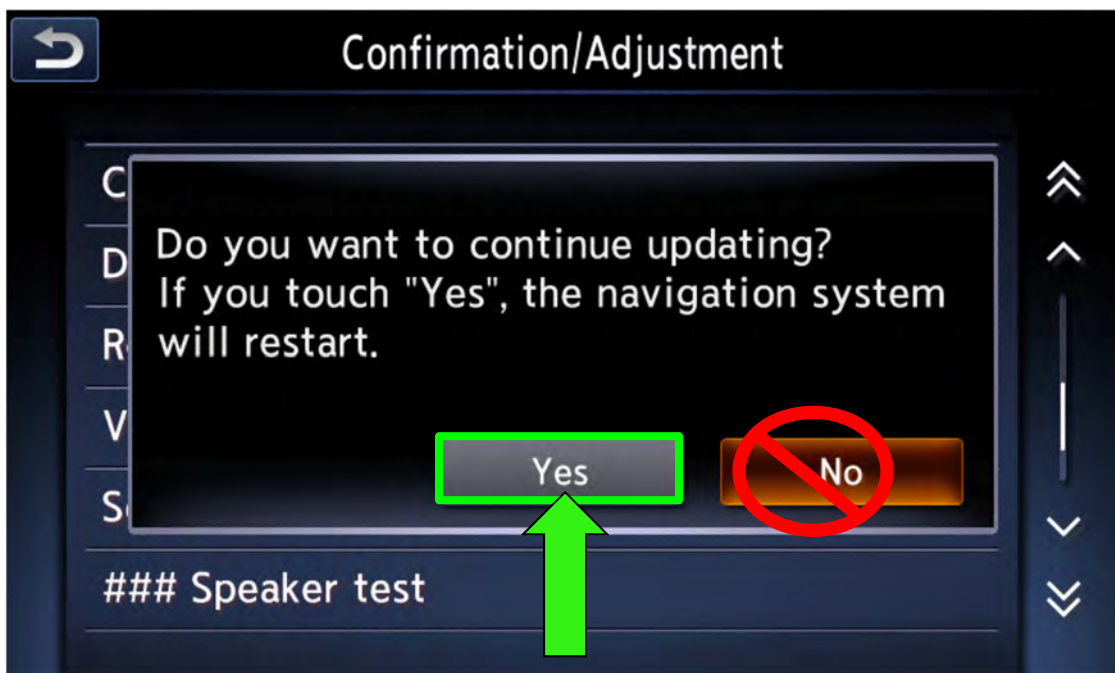 Confirmation/Adjustment
C
D
Do you want to continue updating?
If you touch "Yes", the navigation system
R
will restart.
V
Yes
No
S
### Speaker test